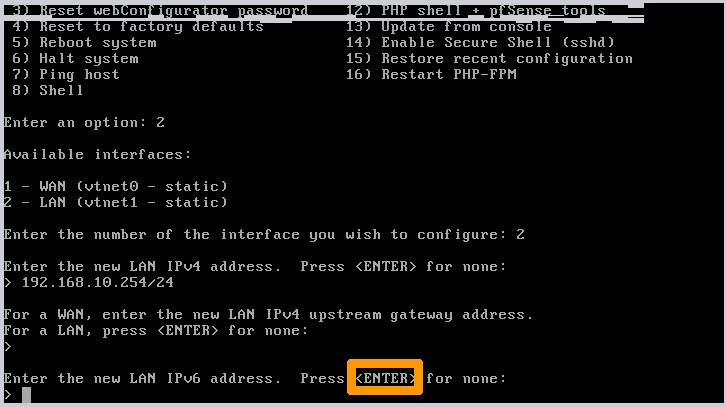 3) Reset webConfigurator password     12) PHP shell + pfSense tools
4) Reset to factory defaults          13) Update from console
5) Reboot system                      14) Enable Secure Shell (sshd)
6) Halt system                        15) Restore recent configuration
7) Ping host                          16) Restart PHP-FPM
8) Shell
Enter an option: 2
Available interfaces:
1 - WAN (vtnet0 - static)
2 - LAN (vtnet1 - static)
Enter the number of the interface you wish to configure: 2
Enter the new LAN IPv4 address.  Press <ENTER> for none:
> 192.168.10.254/24
For a WAN, enter the new LAN IPv4 upstream gateway address.
For a LAN, press <ENTER> for none:
>
Enter the new LAN IPv6 address.  Press <ENTER> for none:
>